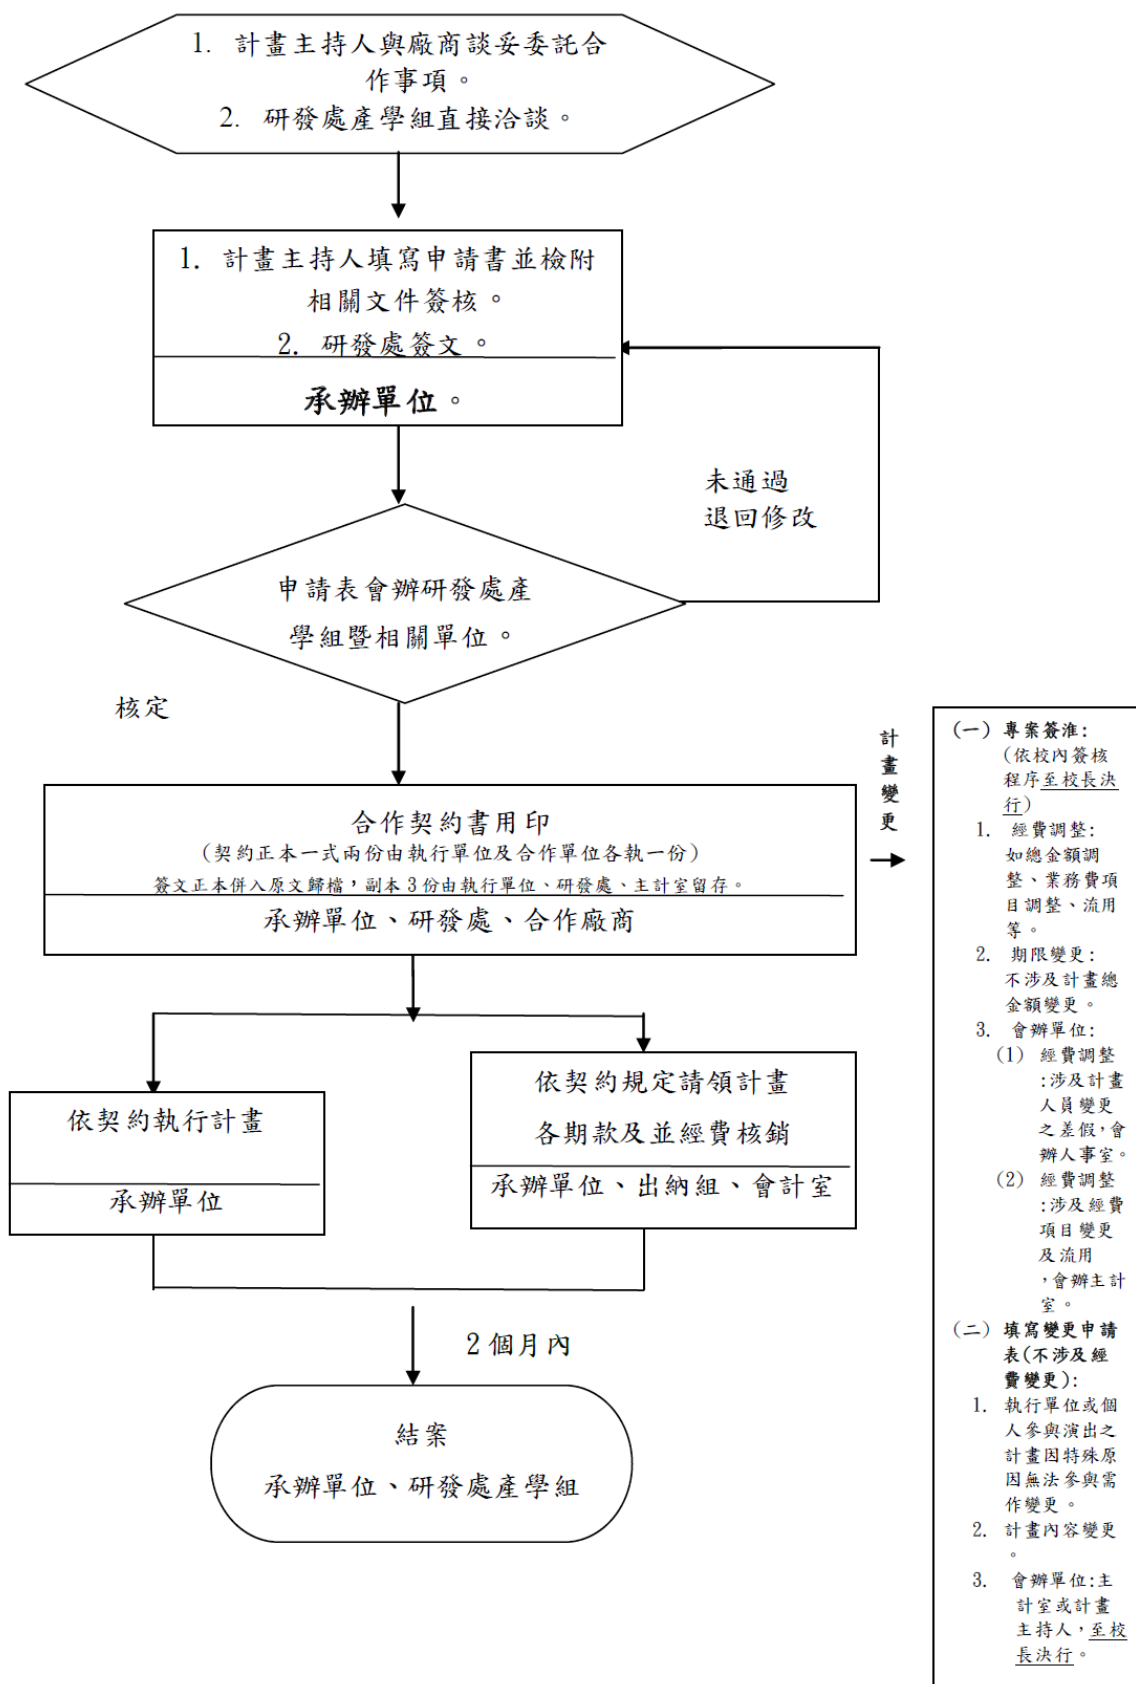 1. 計畫主持人與廠商談妥委託合
作事項。
2. 研發處產學組直接洽談。
1. 計畫主持人填寫申請書並檢附
相關文件簽核。
2. 研發處簽文。
承辦單位。
未通過
退回修改
申請表會辦研發處產
學組暨相關單位。
核定
計
畫
變
更
合作契約書用印
（契約正本一式兩份由執行單位及合作單位各執一份）
簽文正本併入原文歸檔，副本3份由執行單位、研發處、主計室留存。
承辦單位、研發處、合作廠商
依契約執行計畫
承辦單位
依契約規定請領計畫
各期款及並經費核銷
承辦單位、出納組、會計室
2個月內
結案
承辦單位、研發處產學組
(一) 專案簽准:
(依校內簽核
程序至校長決
行)
1. 經費調整:
如總金額調
整、業務費項
目調整、流用
等。
2. 期限變更:
不涉及計畫總
金額變更。
3. 會辦單位:
(1) 經費調整
:涉及計畫
人員變更
之差假,會
辦人事室。
(2) 經費調整
:涉及經費
項目變更
及流用
,會辦主計
室。
(二) 填寫變更申請
表(不涉及經
費變更):
1. 執行單位或個
人參與演出之
計畫因特殊原
因無法參與需
作變更。
2. 計畫內容變更
。
3. 會辦單位:主
計室或計畫
主持人，至校
長決行。